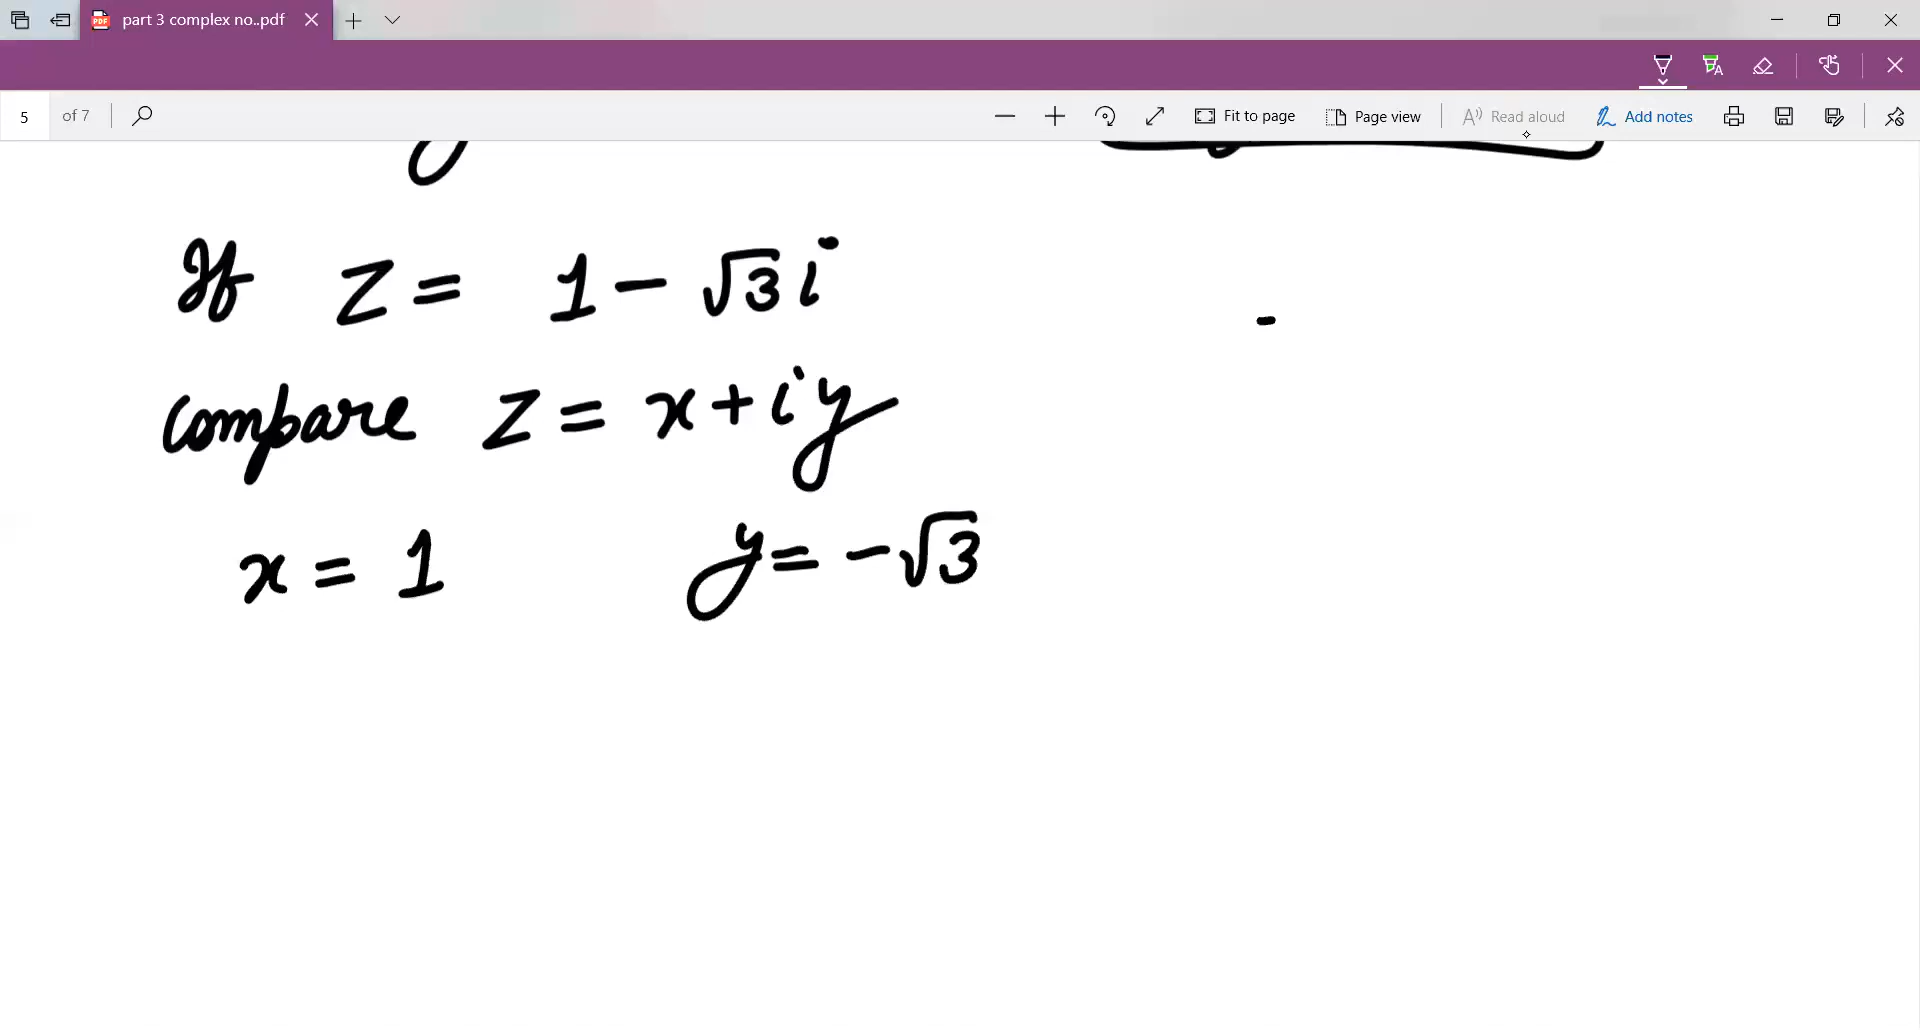 part 3 complex no..pdf
5 of 7 Fit to page Page view Read aloud Add notes
If z = 1 - √3 i
compare z = x + iy
x = 1 y = -√3